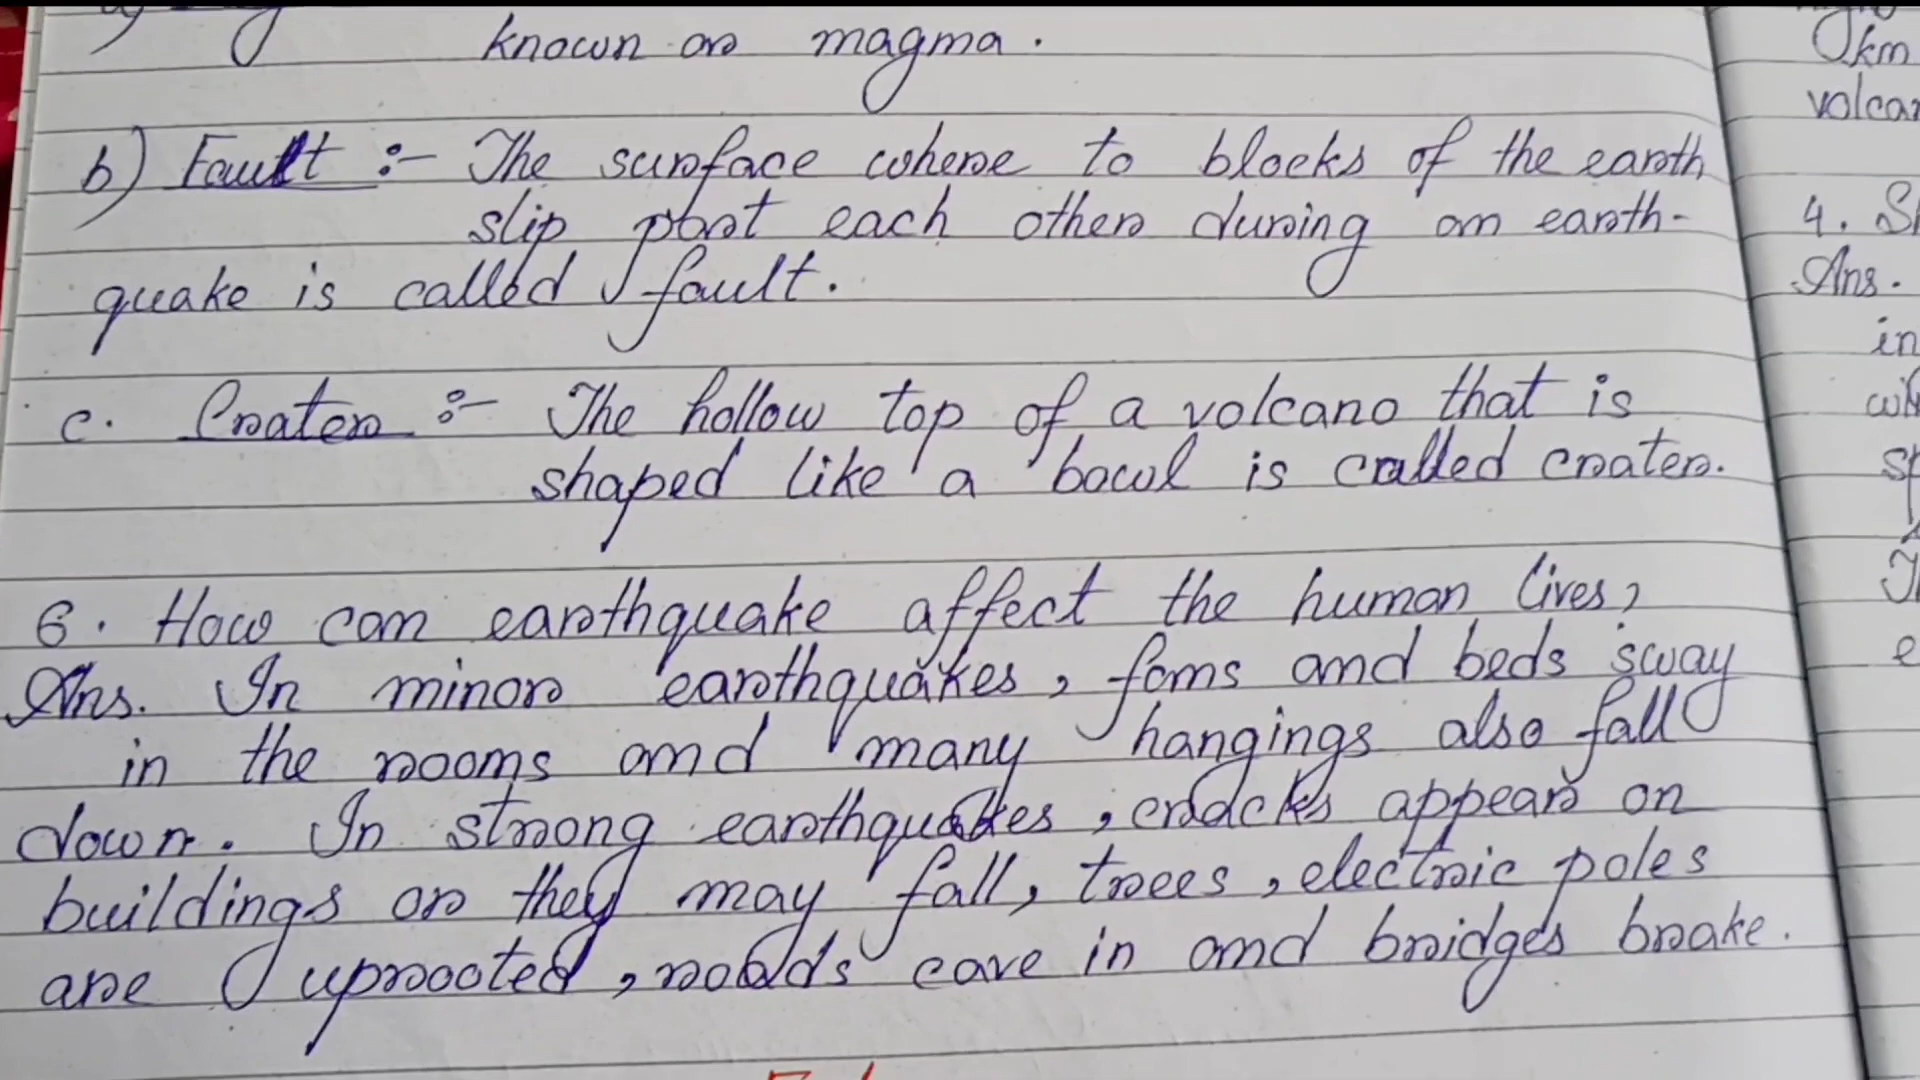 known as magma.
b) Fault :- The surface where to blocks of the earth
slip past each other during an earth-
quake is called fault.
c. Crater :- The hollow top of a volcano that is
shaped like a bowl is called crater.
6. How can earthquake affect the human lives?
Ans. In minor earthquakes, fans and beds sway
in the rooms and many hangings also fall
down. In strong earthquakes, cracks appear on
buildings or they may fall, trees, electric poles
are uprooted, roads cave in and bridges brake.
km
4.
Ans.
in